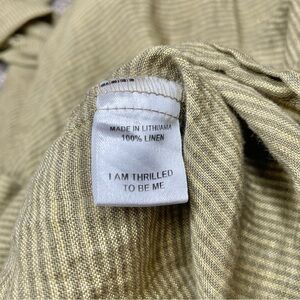 MADE IN LITHUANIA
100% LINEN
I AM THRILLED
TO BE ME